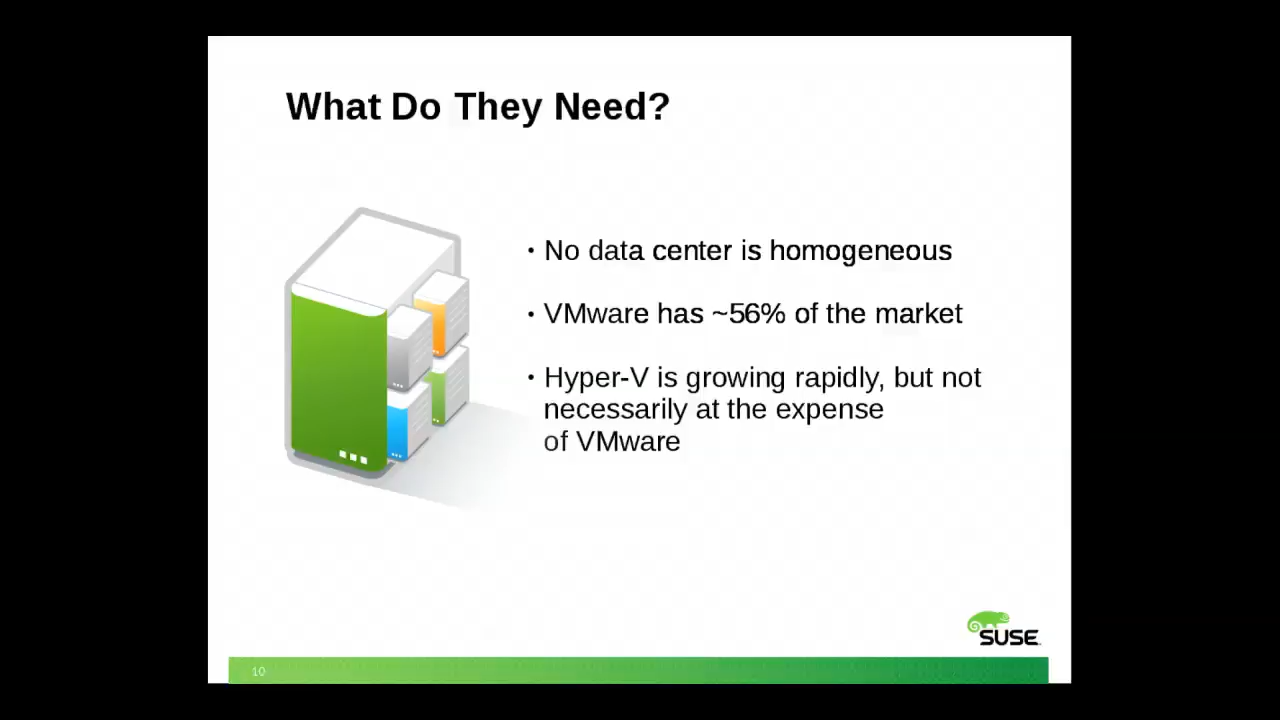 What Do They Need?
• No data center is homogeneous
• VMware has ~56% of the market
• Hyper-V is growing rapidly, but not
necessarily at the expense
of VMware
SUSE
10